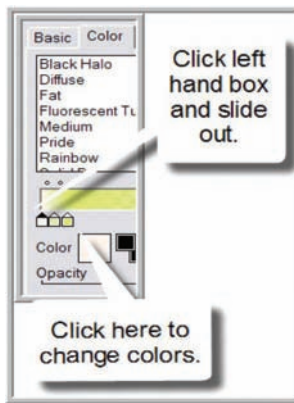 Basic Color
Black Halo
Diffuse
Fat
Fluorescent Tu
Medium
Pride
Rainbow
Color
Opacity
Click left
hand box
and slide
out.
Click here to
change colors.